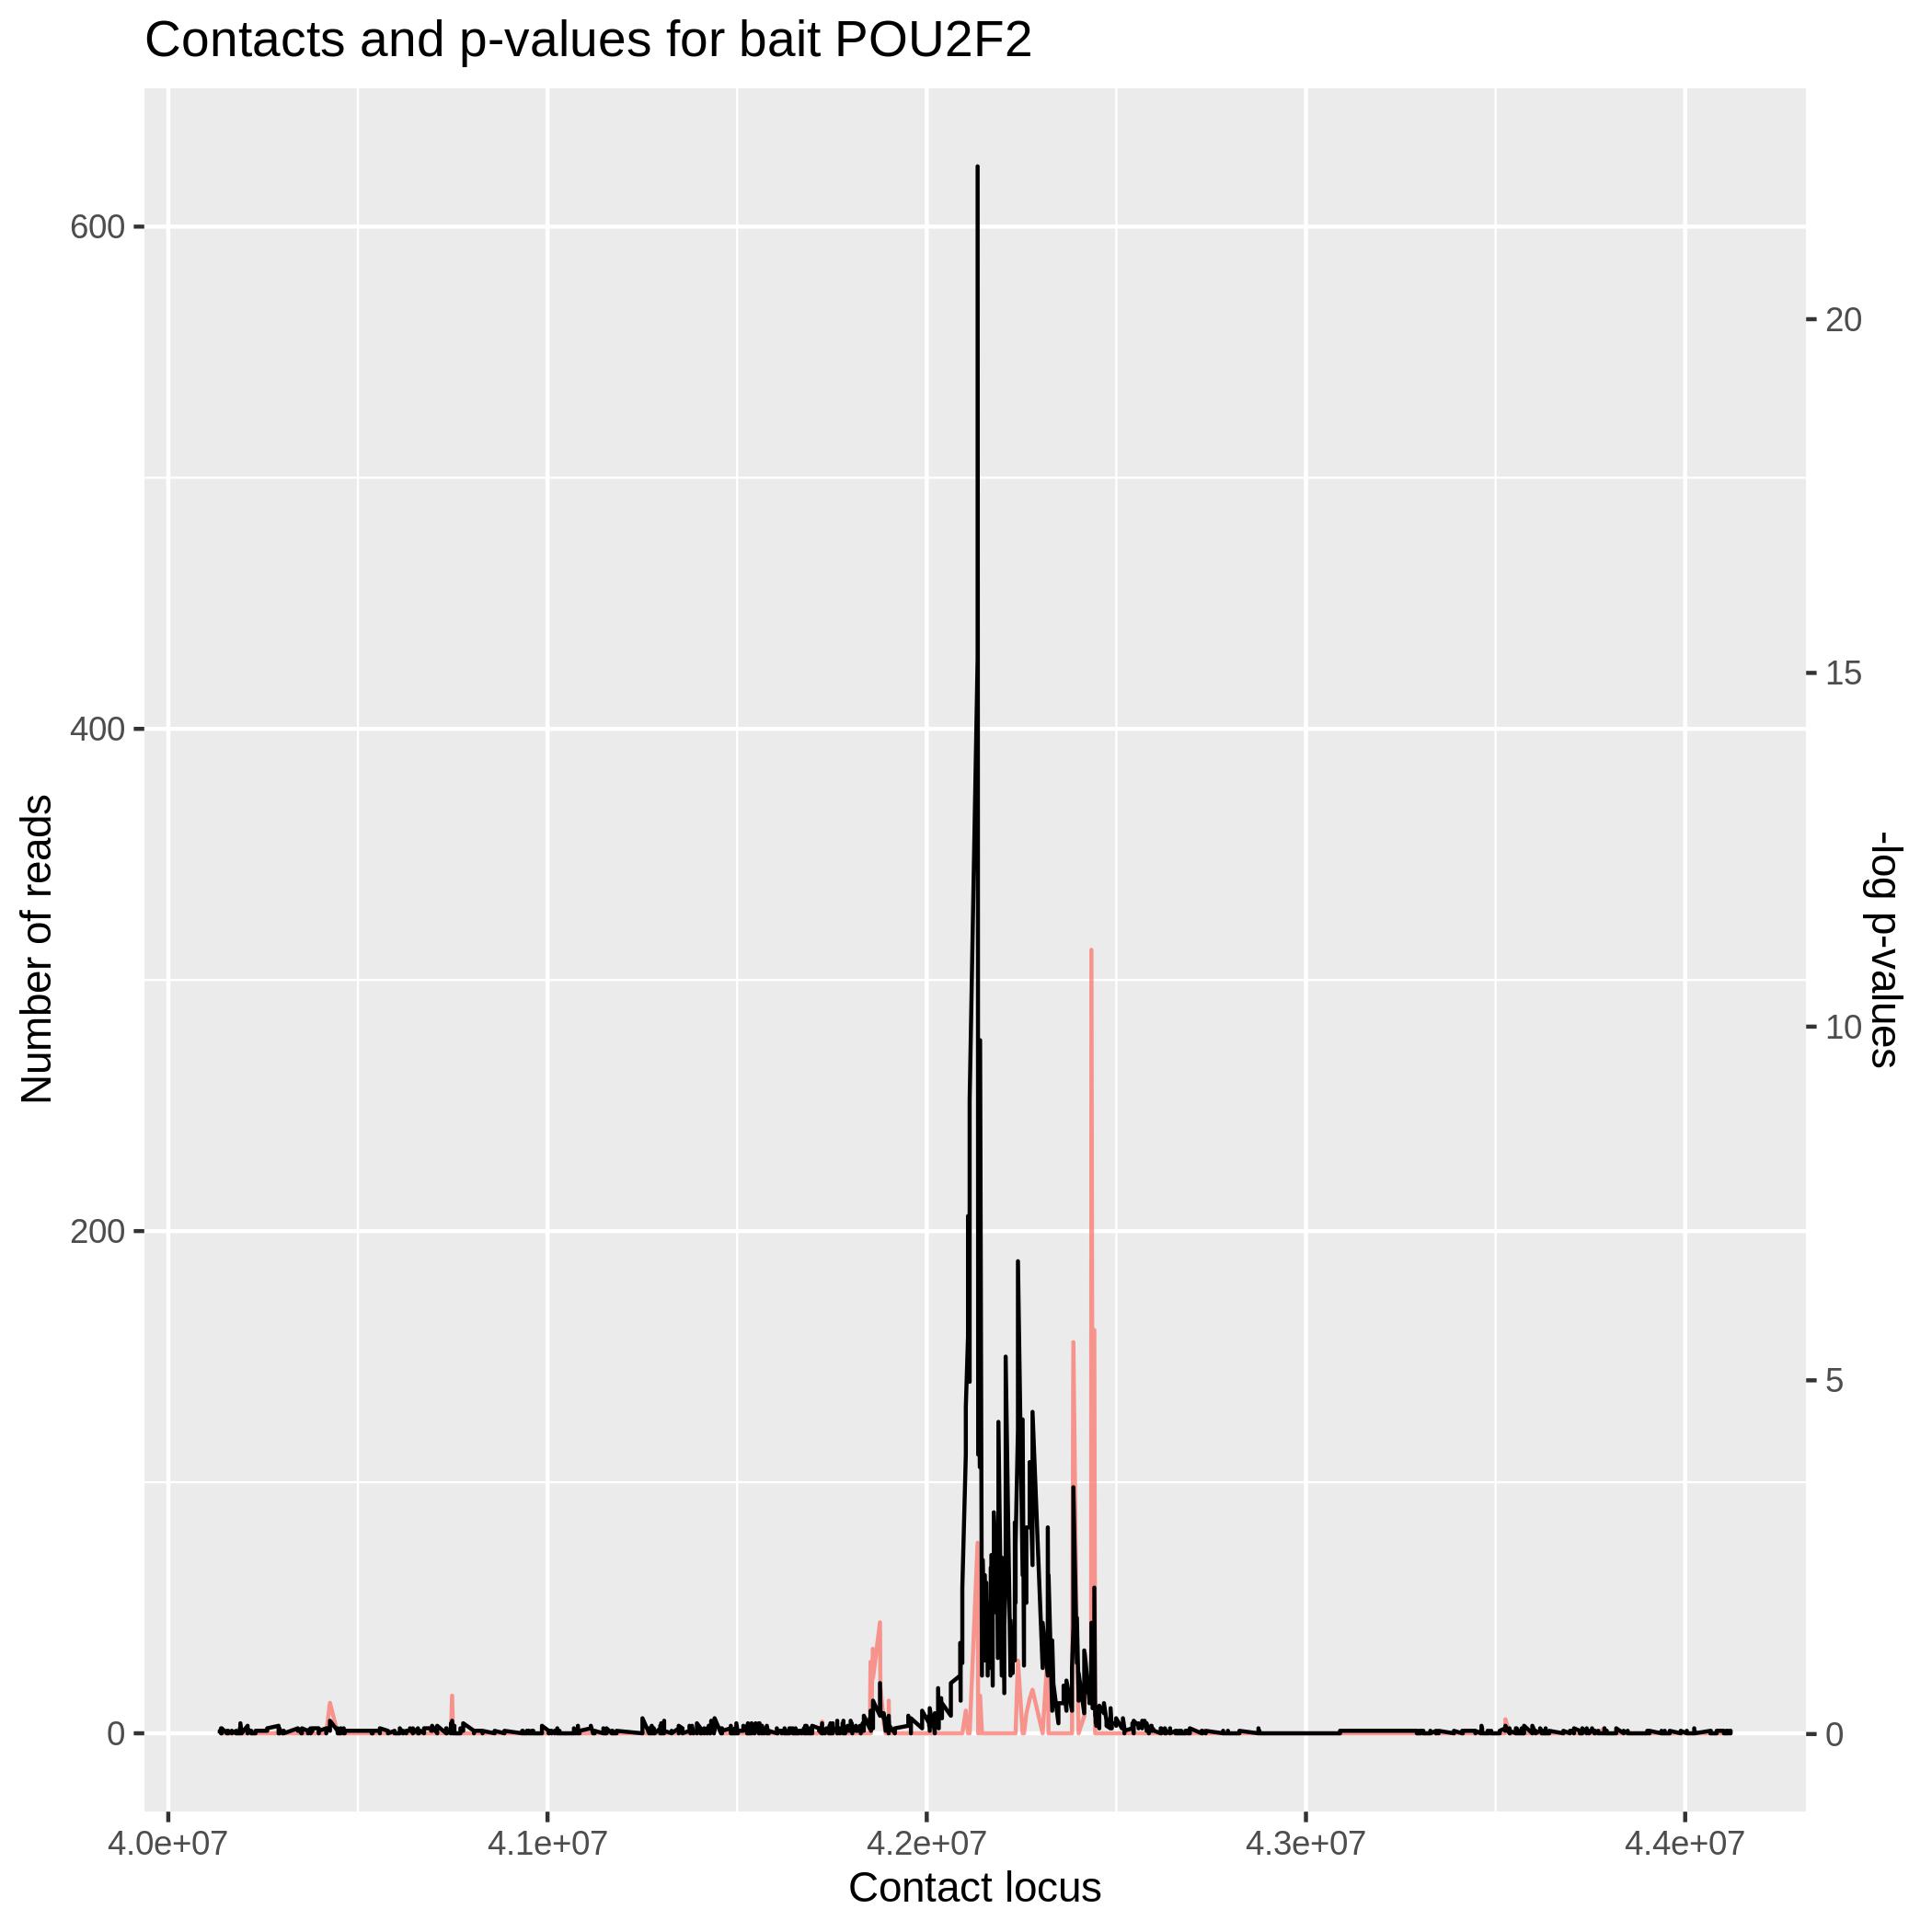 Contacts and p-values for bait POU2F2
600
400
200
0
Number of reads
20
15
10
5
0
-log p-values
4.0e+07
4.1e+07
4.2e+07
4.3e+07
4.4e+07
Contact locus